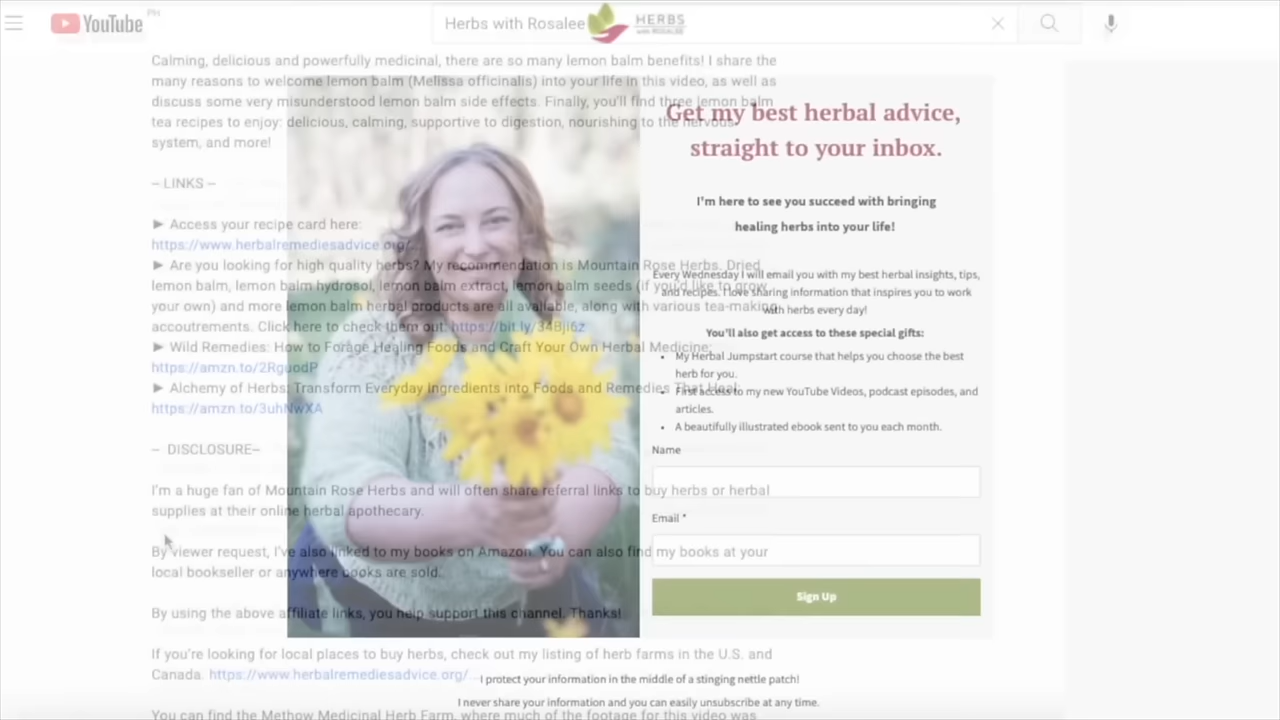 YouTube PH
Herbs with Rosalee
HERBS
with ROSALEE
Calming, delicious and powerfully medicinal, there are so many lemon balm benefits! I share the
many reasons to welcome lemon balm (Melissa officinalis) into your life in this video, as well as
discuss some very misunderstood lemon balm side effects. Finally, you'll find three lemon balm
tea recipes to enjoy: delicious, calming, supportive to digestion, nourishing to the nervous
system, and more!
-- LINKS --
► Access your recipe card here:
https://www.herbalremediesadvice.org/...
► Are you looking for high quality herbs? My recommendation is Mountain Rose Herbs. Dried
lemon balm, lemon balm hydrosol, lemon balm extract, lemon balm seeds (if you'd like to grow
your own) and more lemon balm herbal products are all available, along with various tea-making
accoutrements. Click here to check them out: https://bit.ly/34Bji6z
► Wild Remedies: How to Forage Healing Foods and Craft Your Own Herbal Medicine:
https://amzn.to/2RguodP
► Alchemy of Herbs: Transform Everyday Ingredients into Foods and Remedies That Heal:
https://amzn.to/3uhNwXA
-- DISCLOSURE--
I'm a huge fan of Mountain Rose Herbs and will often share referral links to buy herbs or herbal
supplies at their online herbal apothecary.
By viewer request, I've also linked to my books on Amazon. You can also find my books at your
local bookseller or anywhere books are sold.
By using the above affiliate links, you help support this channel. Thanks!
If you're looking for local places to buy herbs, check out my listing of herb farms in the U.S. and
Canada. https://www.herbalremediesadvice.org/...
You can find the Methow Medicinal Herb Farm, where much of the footage for this video was
Get my best herbal advice,
straight to your inbox.
I'm here to see you succeed with bringing
healing herbs into your life!
Every Wednesday I will email you with my best herbal insights, tips,
and recipes. I love sharing information that inspires you to work
with herbs every day!
You'll also get access to these special gifts:
• My Herbal Jumpstart course that helps you choose the best
herb for you.
• First access to my new YouTube Videos, podcast episodes, and
articles.
• A beautifully illustrated ebook sent to you each month.
Name
Email *
Sign Up
I protect your information in the middle of a stinging nettle patch!
I never share your information and you can easily unsubscribe at any time.